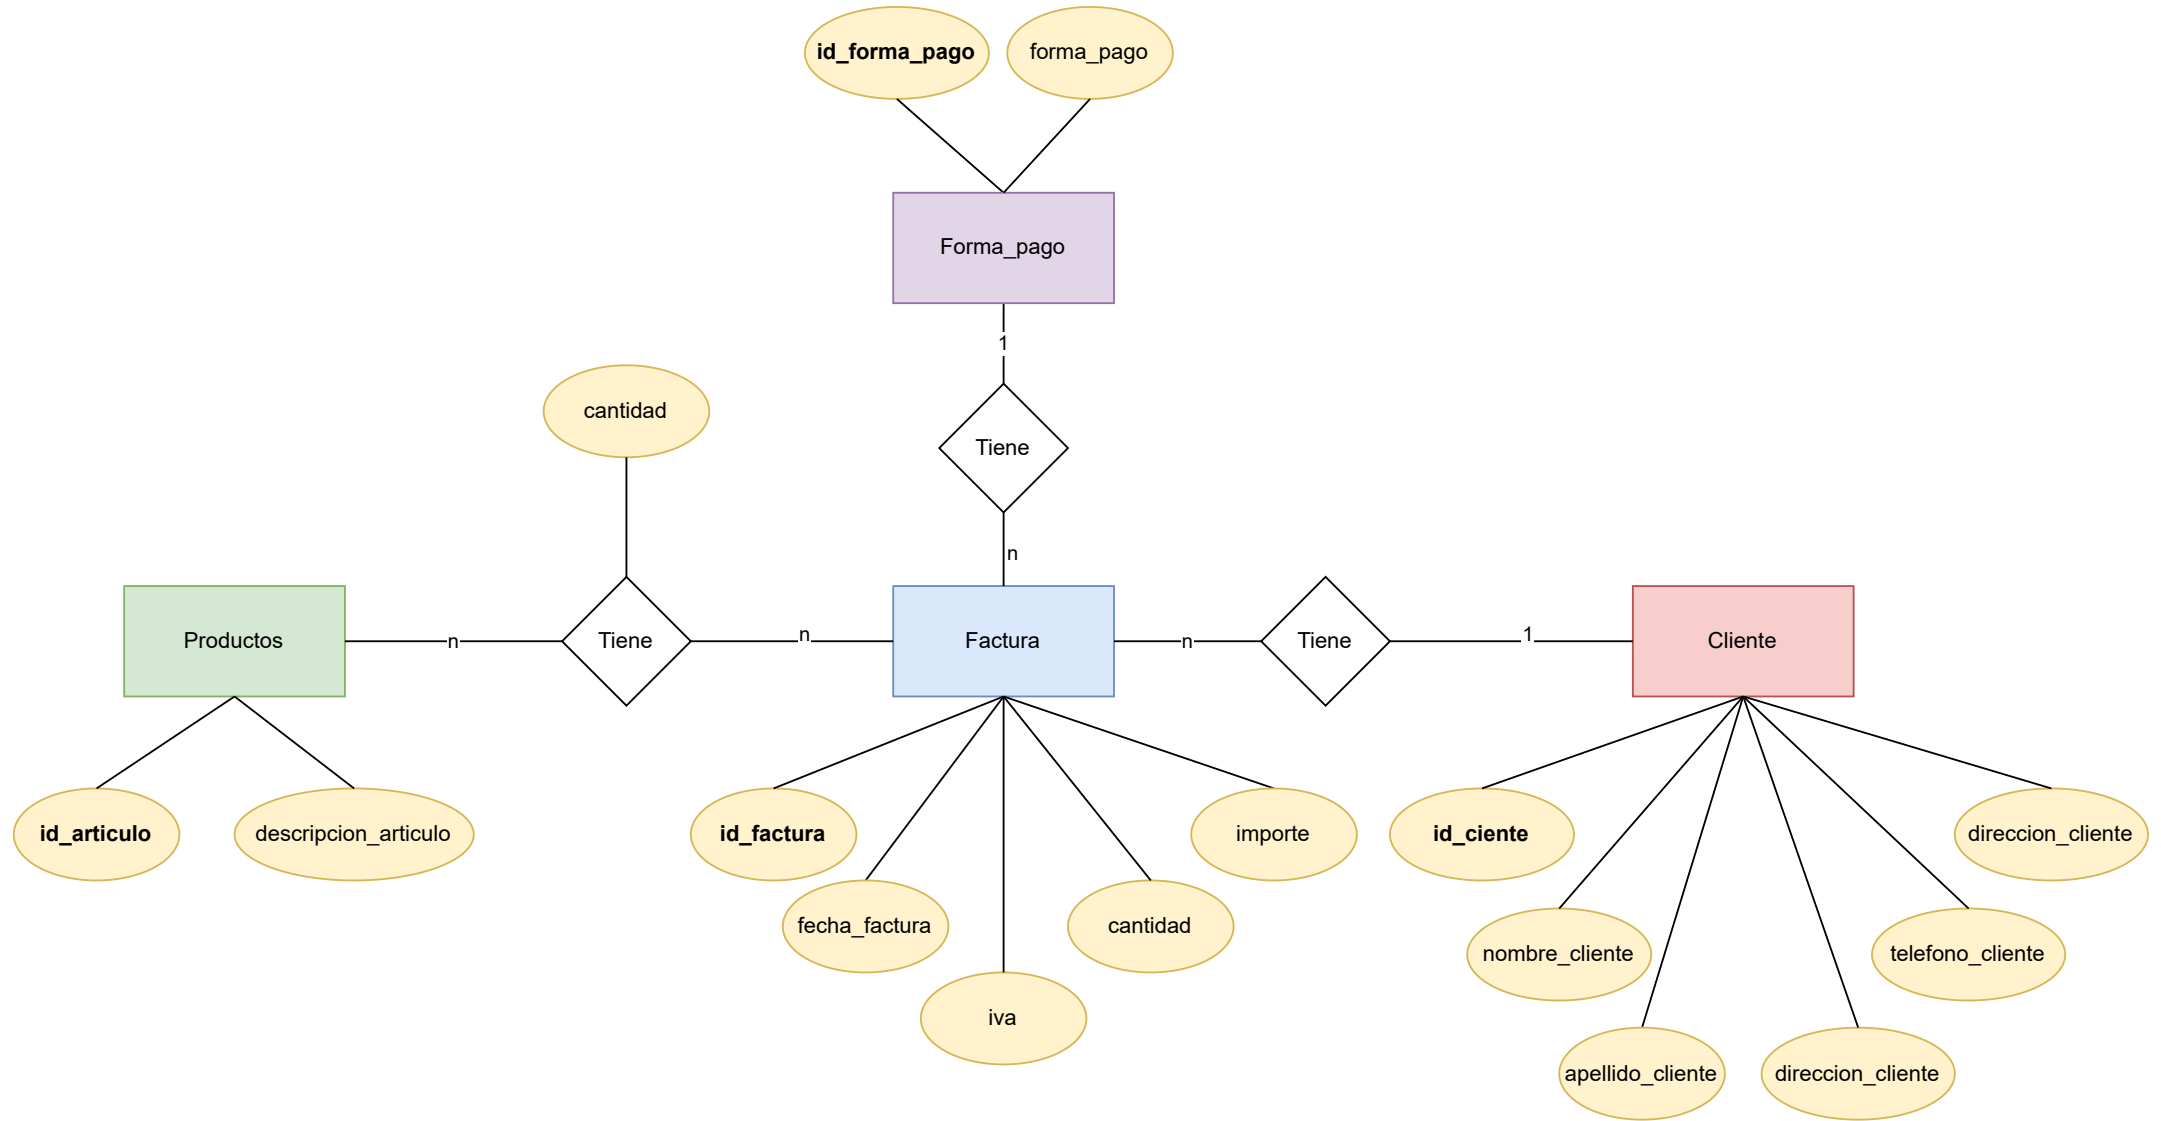 id_forma_pago
forma_pago
Forma_pago
1
cantidad
Tiene
n
Productos
n
Tiene
n
Factura
n
Tiene
1
Cliente
id_articulo
descripcion_articulo
id_factura
importe
id_ciente
direccion_cliente
fecha_factura
cantidad
nombre_cliente
telefono_cliente
iva
apellido_cliente
direccion_cliente